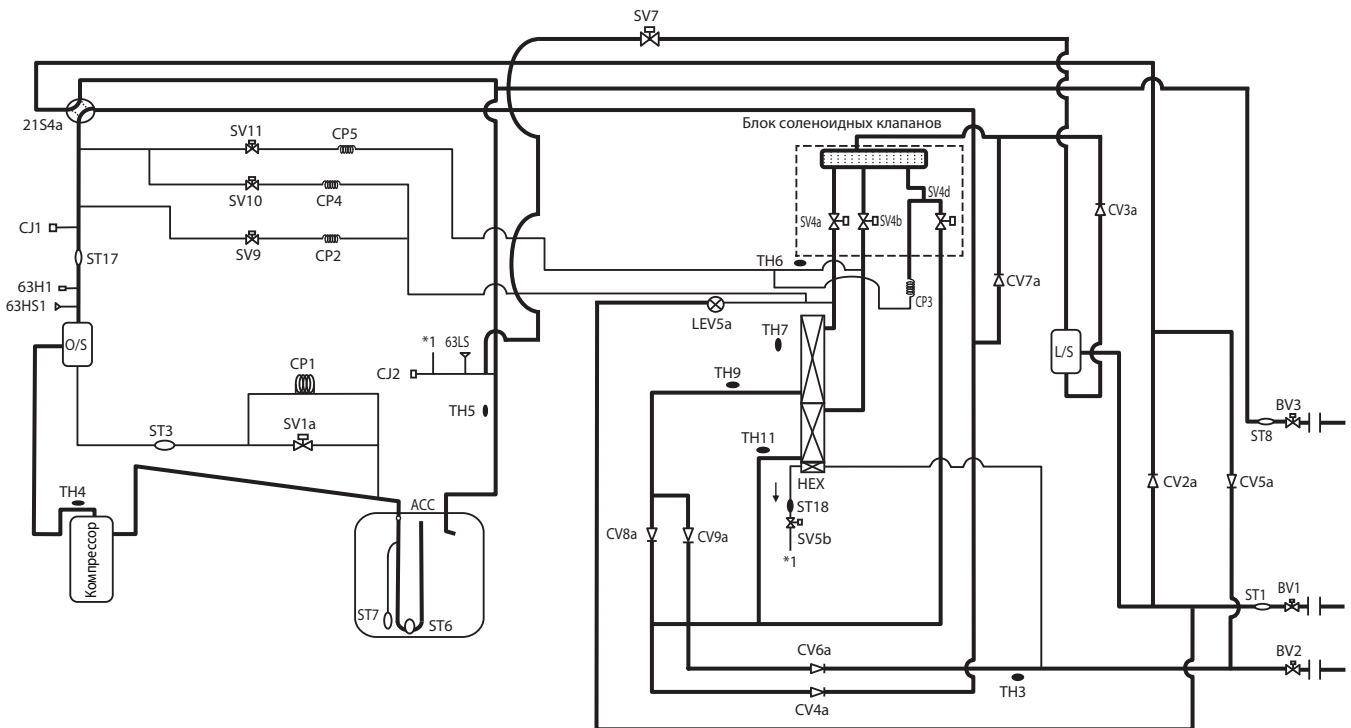 SV7
21S4a
SV11
CP5
Блок соленоидных клапанов
SV10
CP4
SV4d
SV4a
SV4b
CV3a
CJ1
ST17
SV9
CP2
TH6
CV7a
63H1
63HS1
CP3
LEV5a
O/S
*1
63LS
TH7
L/S
CP1
CJ2
TH9
TH5
BV3
ST8
SV1a
ST3
TH11
HEX
TH4
ACC
ST18
CV2a
CV5a
CV8a
CV9a
SV5b
*1
Компрессор
ST7
ST6
ST1
BV1
CV6a
BV2
TH3
CV4a